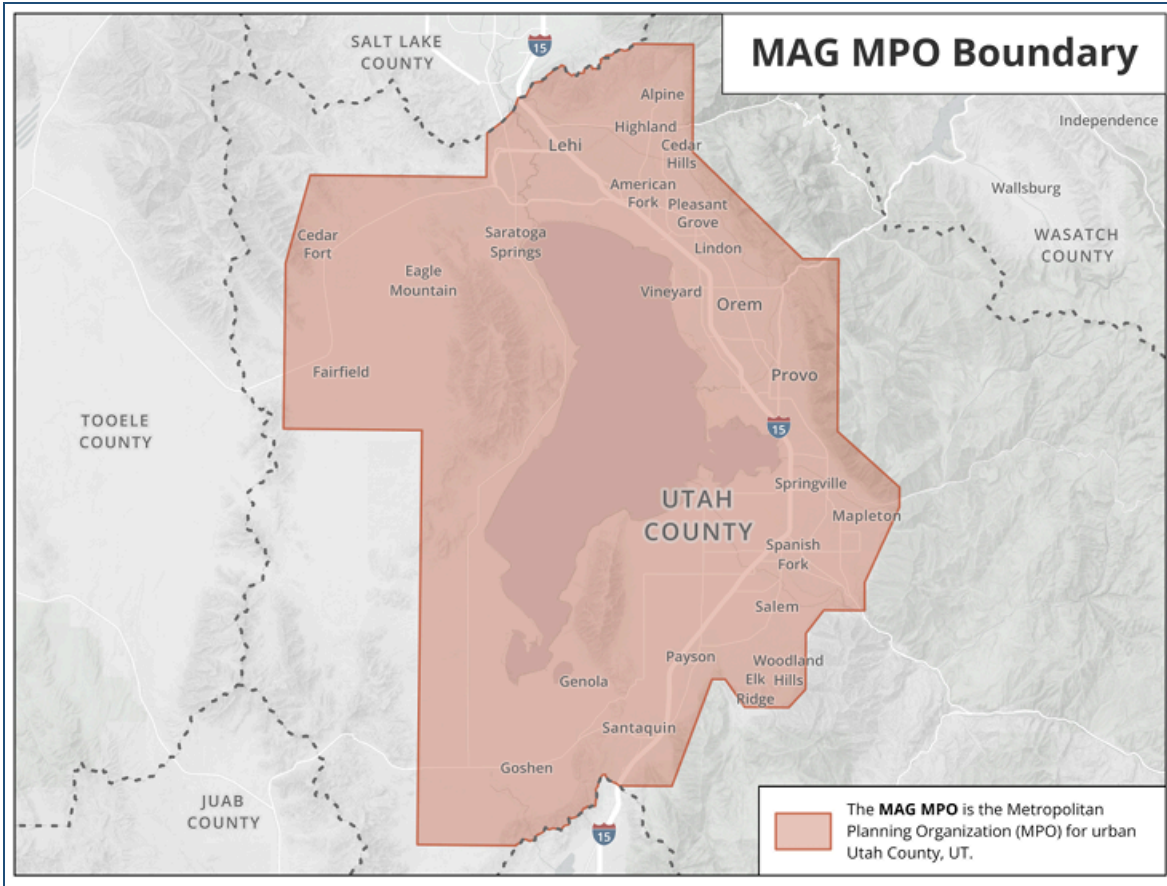 MAG MPO Boundary
SALT LAKE
COUNTY
15
Alpine
Independence
Highland
Lehi
Cedar
Hills
American
Fork
Wallsburg
Pleasant
Grove
Cedar
Fort
Saratoga
Springs
WASATCH
COUNTY
Lindon
Eagle
Mountain
Vineyard
Orem
Fairfield
Provo
TOOELE
COUNTY
15
Springville
UTAH
COUNTY
Mapleton
Spanish
Fork
Salem
Payson
Woodland
Hills
Elk
Ridge
Genola
Santaquin
Goshen
JUAB
COUNTY
15
The MAG MPO is the Metropolitan
Planning Organization (MPO) for urban
Utah County, UT.